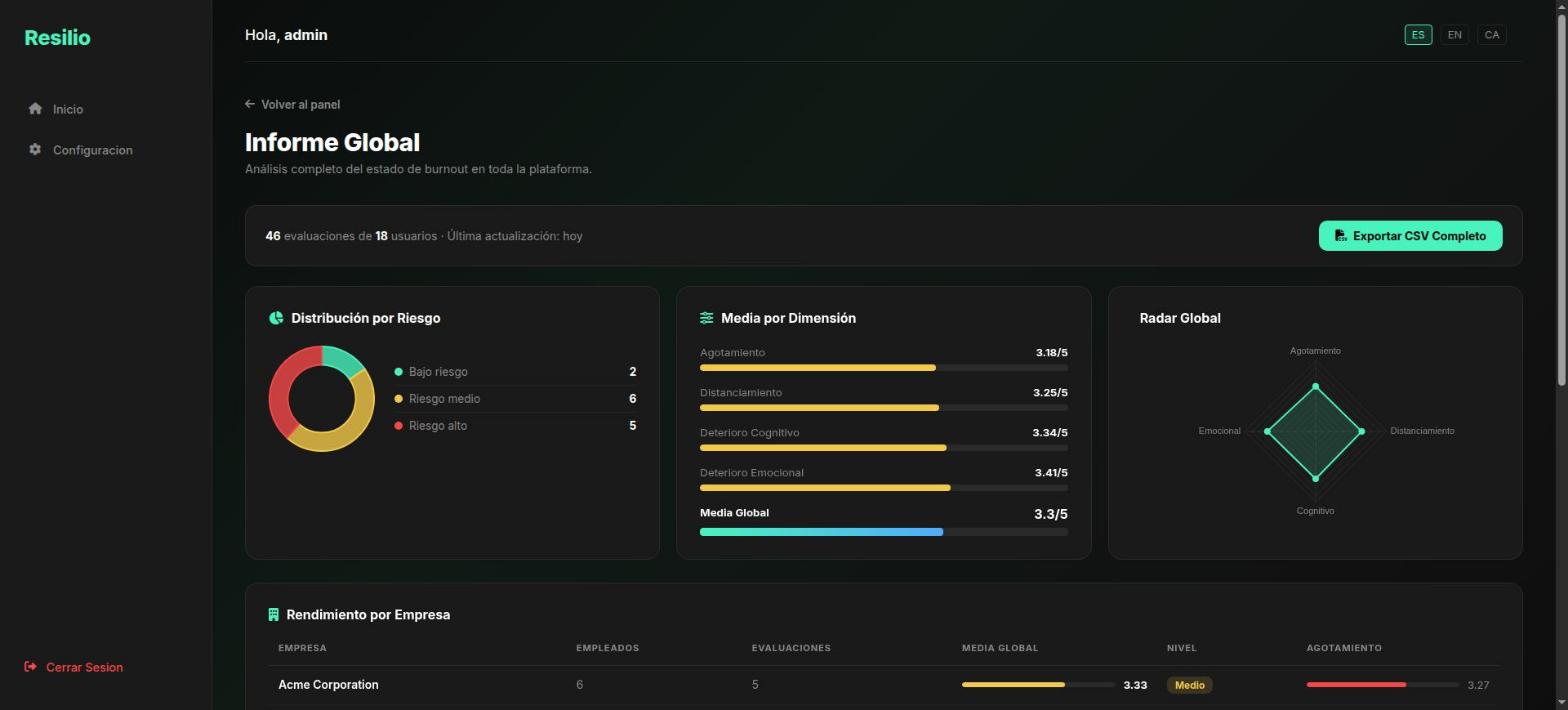 Resilio
Inicio
Configuracion
Cerrar Sesion
Hola, admin
ES EN CA
Volver al panel
Informe Global
Análisis completo del estado de burnout en toda la plataforma.
46 evaluaciones de 18 usuarios · Última actualización: hoy
Exportar CSV Completo
Distribución por Riesgo
Bajo riesgo 2
Riesgo medio 6
Riesgo alto 5
Media por Dimensión
Agotamiento 3.18/5
Distanciamiento 3.25/5
Deterioro Cognitivo 3.34/5
Deterioro Emocional 3.41/5
Media Global 3.3/5
Radar Global
Agotamiento
Emocional Distanciamiento
Cognitivo
Rendimiento por Empresa
EMPRESA EMPLEADOS EVALUACIONES MEDIA GLOBAL NIVEL AGOTAMIENTO
Acme Corporation 6 5 3.33 Medio 3.27